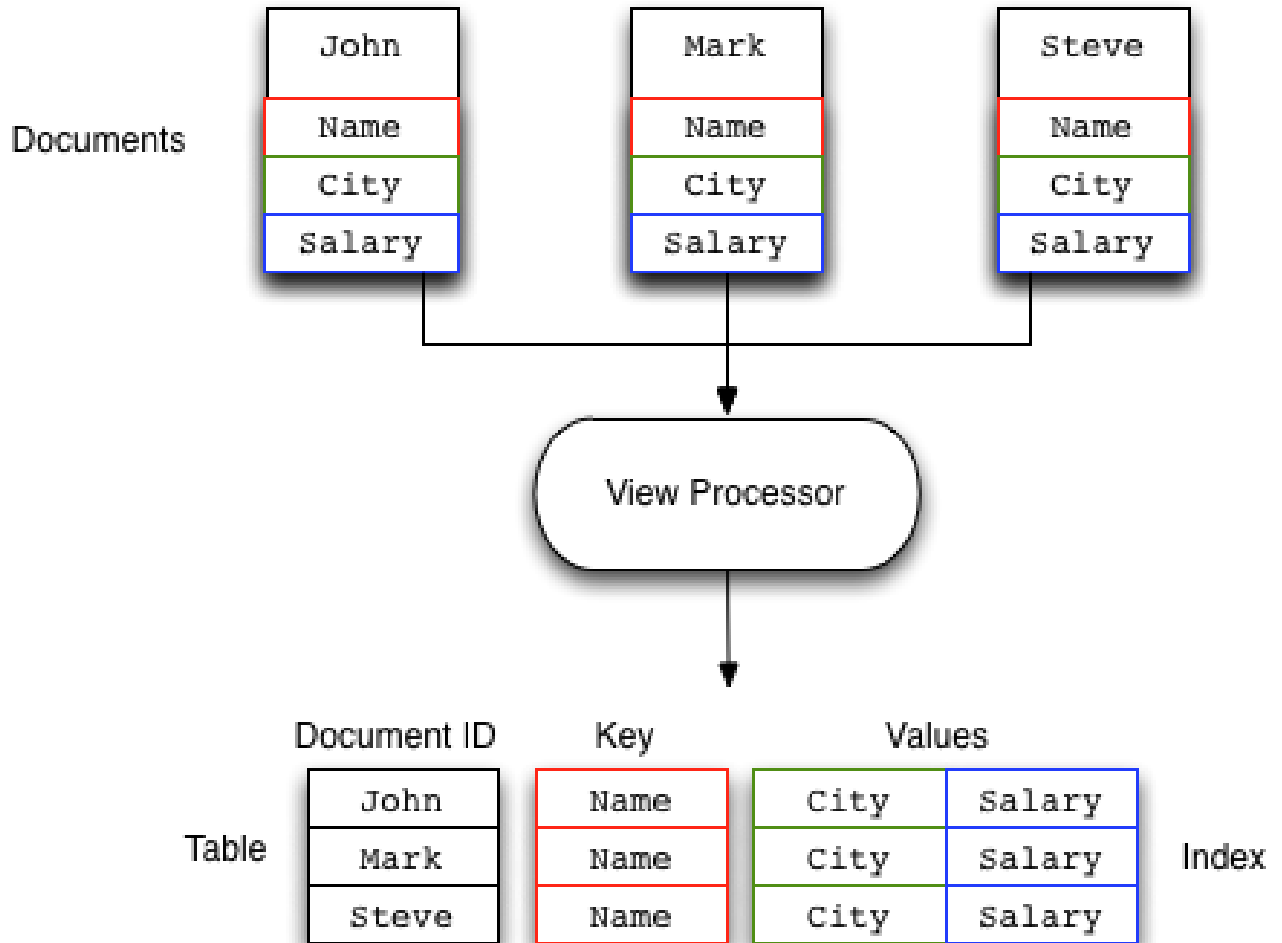 John Mark Steve
Documents
Name Name Name
City City City
Salary Salary Salary
View Processor
Document ID Key Values
John Name City Salary
Table Mark Name City Salary Index
Steve Name City Salary